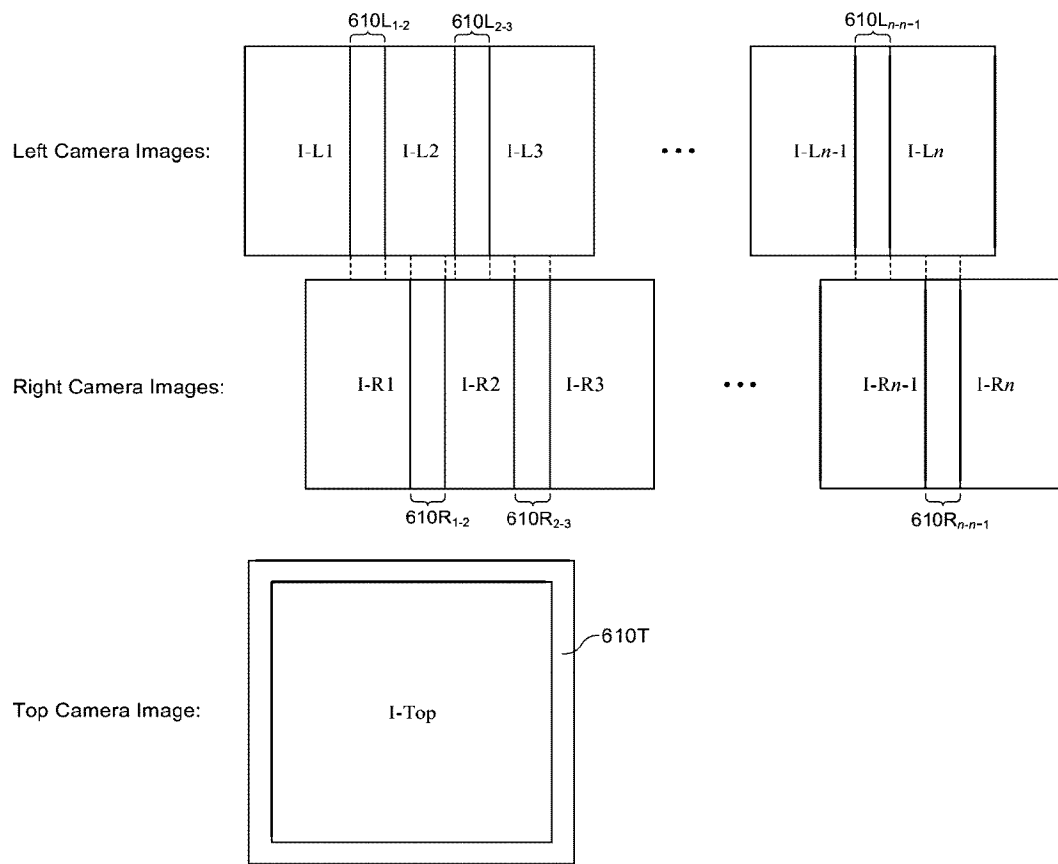 610L1-2 610L2-3 610Ln-n-1
Left Camera Images: I-L1 I-L2 I-L3 ••• I-Ln-1 I-Ln
Right Camera Images: I-R1 I-R2 I-R3 ••• I-Rn-1 I-Rn
610R1-2 610R2-3 610Rn-n-1
610T
Top Camera Image: I-Top